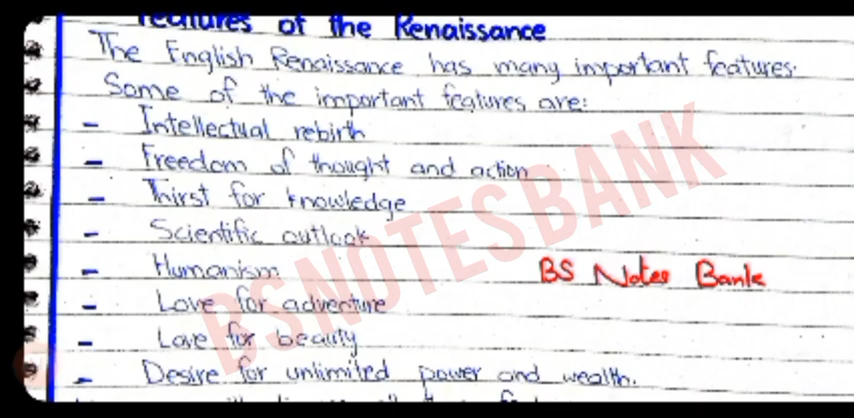 Features of the Renaissance
The English Renaissance has many important features.
Some of the important features are:
- Intellectual rebirth
- Freedom of thought and action
- Thirst for knowledge
- Scientific outlook
- Humanism
BS Notes Bank
- Love for adventure
- Love for beauty
- Desire for unlimited power and wealth.
BSNOTESBANK